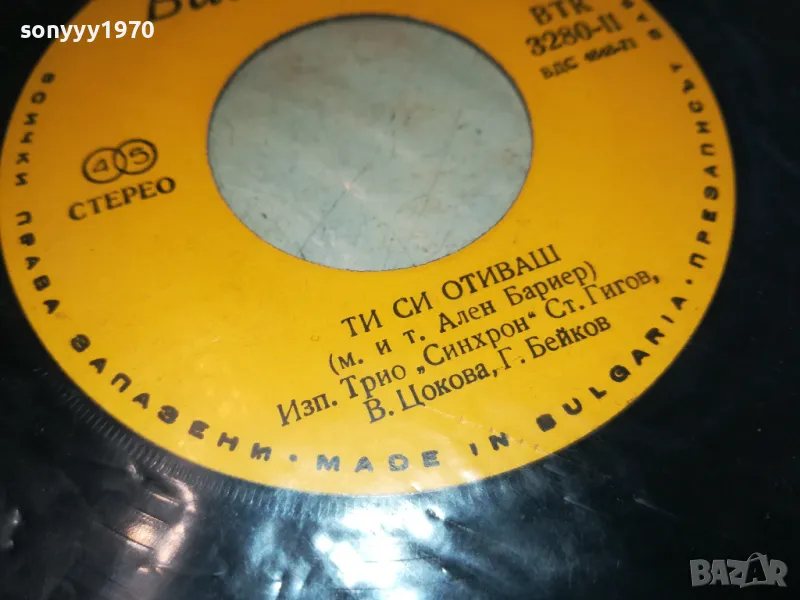 sonyyy1970
ВТК
3280-II
45
СТЕРЕО
ТИ СИ ОТИВАШ
(м. и т. Ален Бариер)
Изп. Трио „Синхрон“ Ст. Гигов,
В. Цокова, Г. Бейков
ВСИЧКИ ПРАВА ЗАПАЗЕНИ · MADE IN BULGARIA · ПРЕЗАПИСЪТ
BAZAR